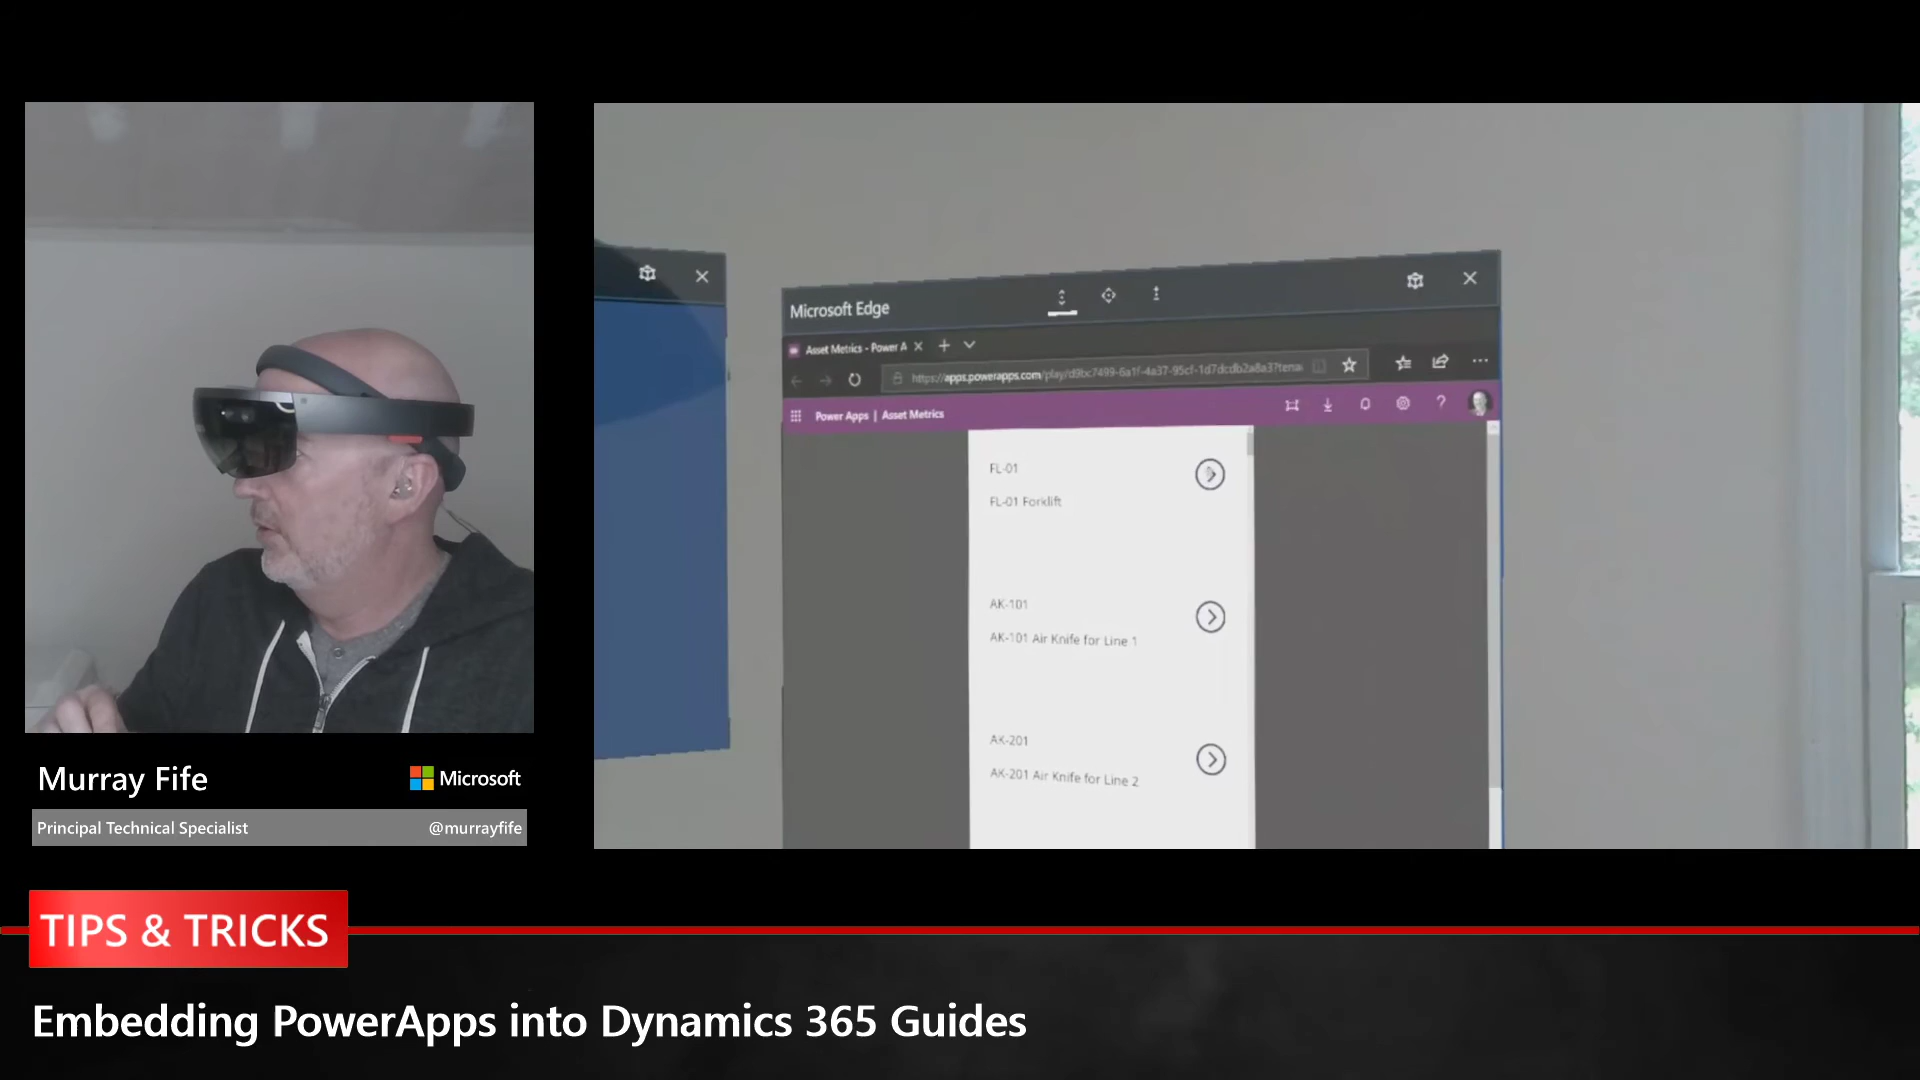 Microsoft Edge
Asset Metrics - Power A
https://apps.powerapps.com/play/d9bc7499-6a1f-4a37-95cf-1d7dcdb2a8a3?tena
Power Apps | Asset Metrics
?
FL-01
FL-01 Forklift
AK-101
AK-101 Air Knife for Line 1
AK-201
AK-201 Air Knife for Line 2
Murray Fife
Microsoft
Principal Technical Specialist
@murrayfife
TIPS & TRICKS
Embedding PowerApps into Dynamics 365 Guides